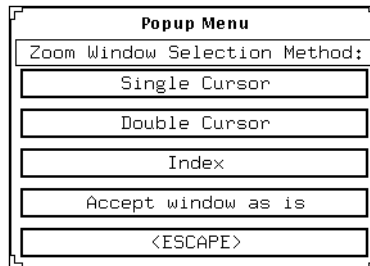 Popup Menu
Zoom Window Selection Method:
Single Cursor
Double Cursor
Index
Accept window as is
<ESCAPE>